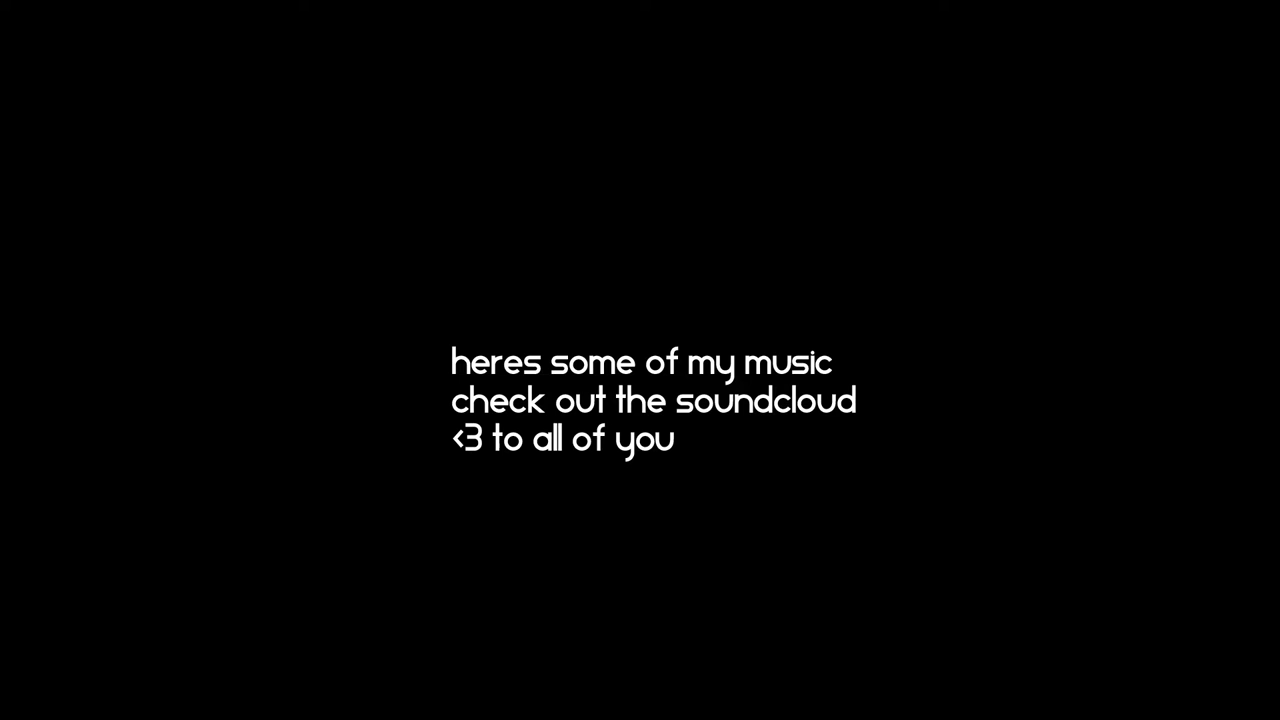 heres some of my music
check out the soundcloud
<3 to all of you